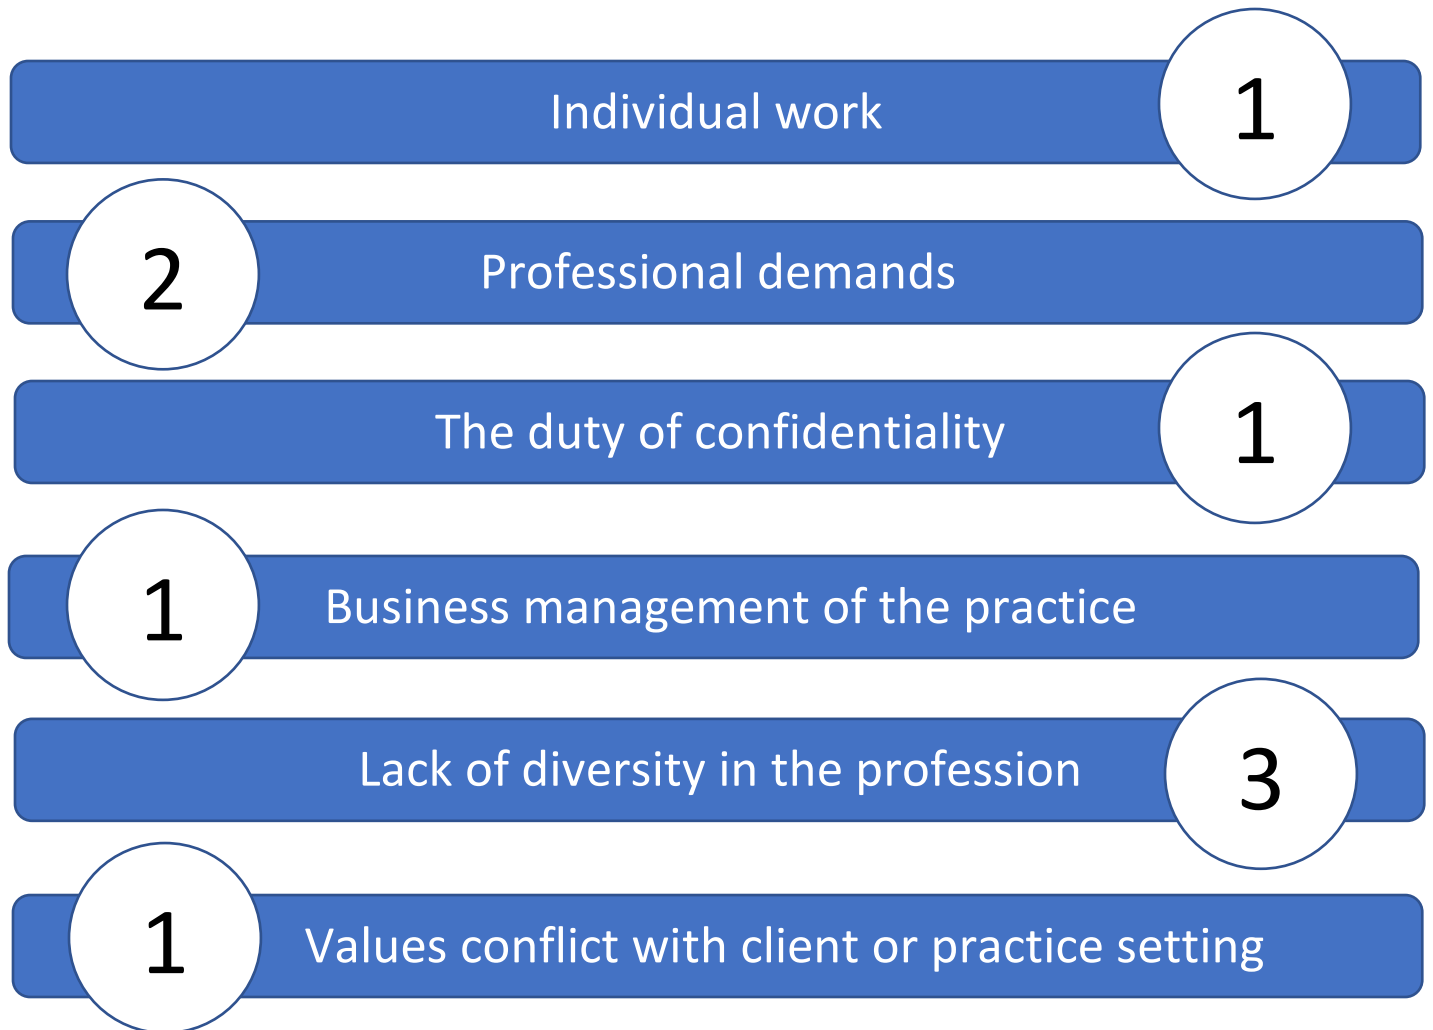 Individual work
1
2
Professional demands
The duty of confidentiality
1
1
Business management of the practice
Lack of diversity in the profession
3
1
Values conflict with client or practice setting